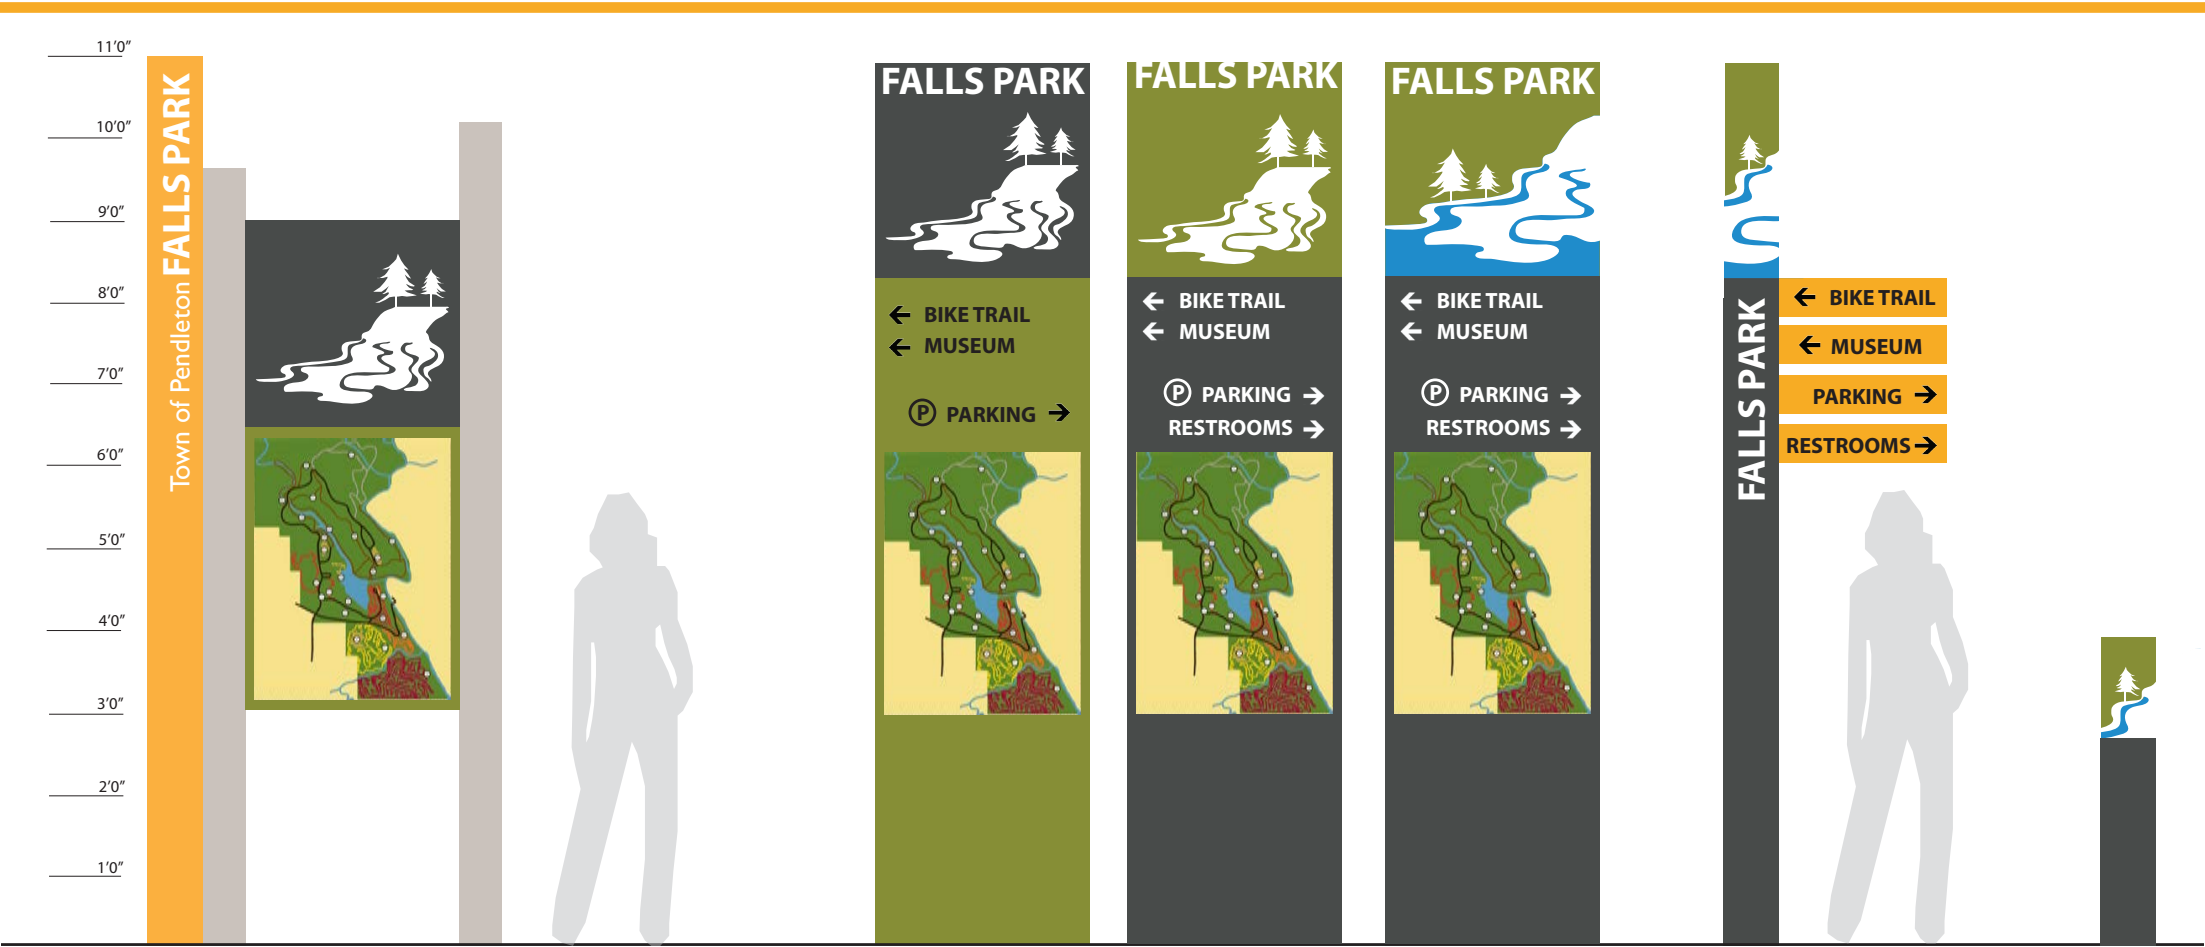 11'0"
10'0"
9'0"
8'0"
7'0"
6'0"
5'0"
4'0"
3'0"
2'0"
1'0"
Town of Pendleton FALLS PARK
FALLS PARK
← BIKE TRAIL
← MUSEUM
Ⓟ PARKING →
FALLS PARK
← BIKE TRAIL
← MUSEUM
Ⓟ PARKING →
RESTROOMS →
FALLS PARK
← BIKE TRAIL
← MUSEUM
Ⓟ PARKING →
RESTROOMS →
FALLS PARK
← BIKE TRAIL
← MUSEUM
PARKING →
RESTROOMS →